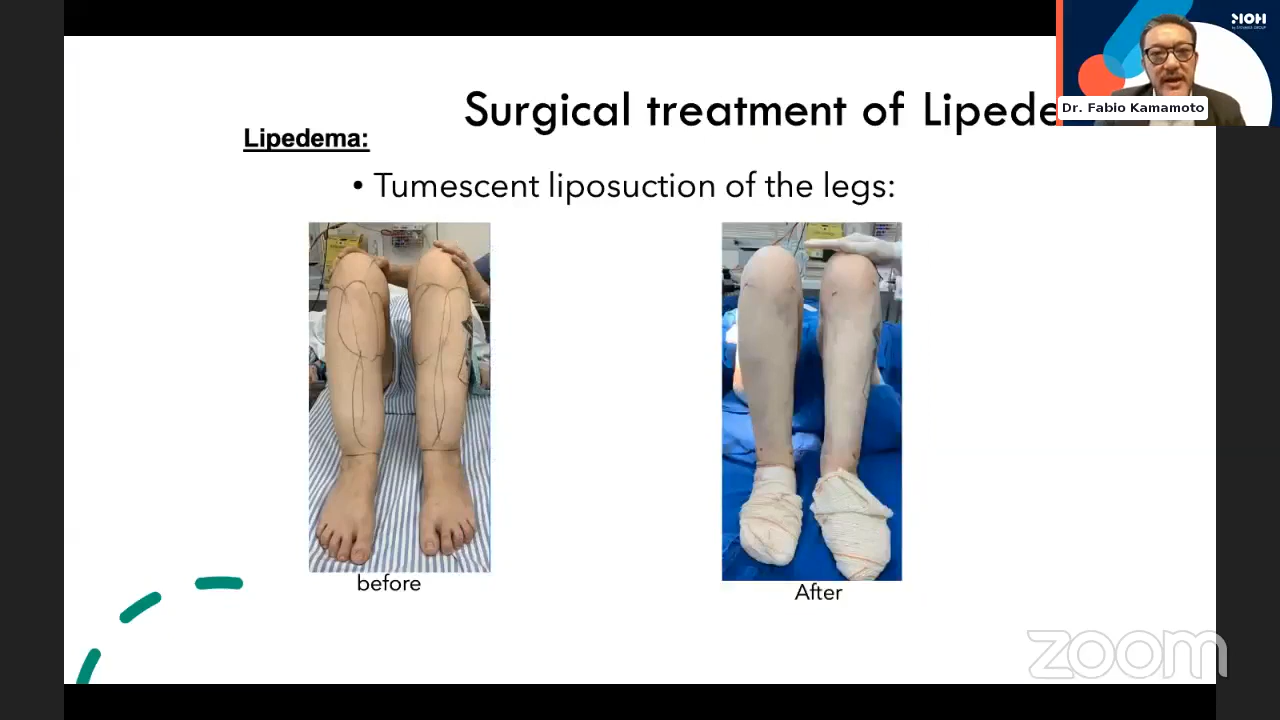 Surgical treatment of Lipede
Lipedema:
• Tumescent liposuction of the legs:
before
After
Dr. Fabio Kamamoto
zoom